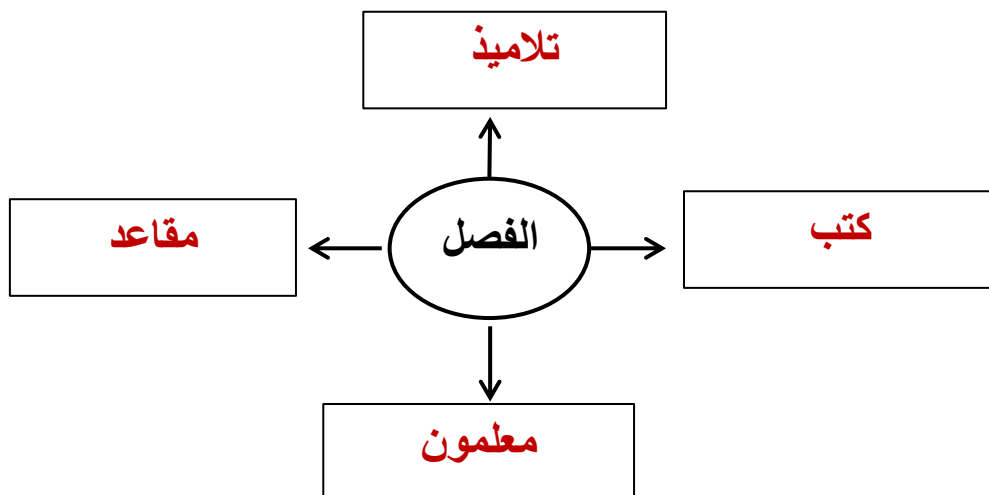 تلاميذ
كتب
الفصل
مقاعد
معلمون